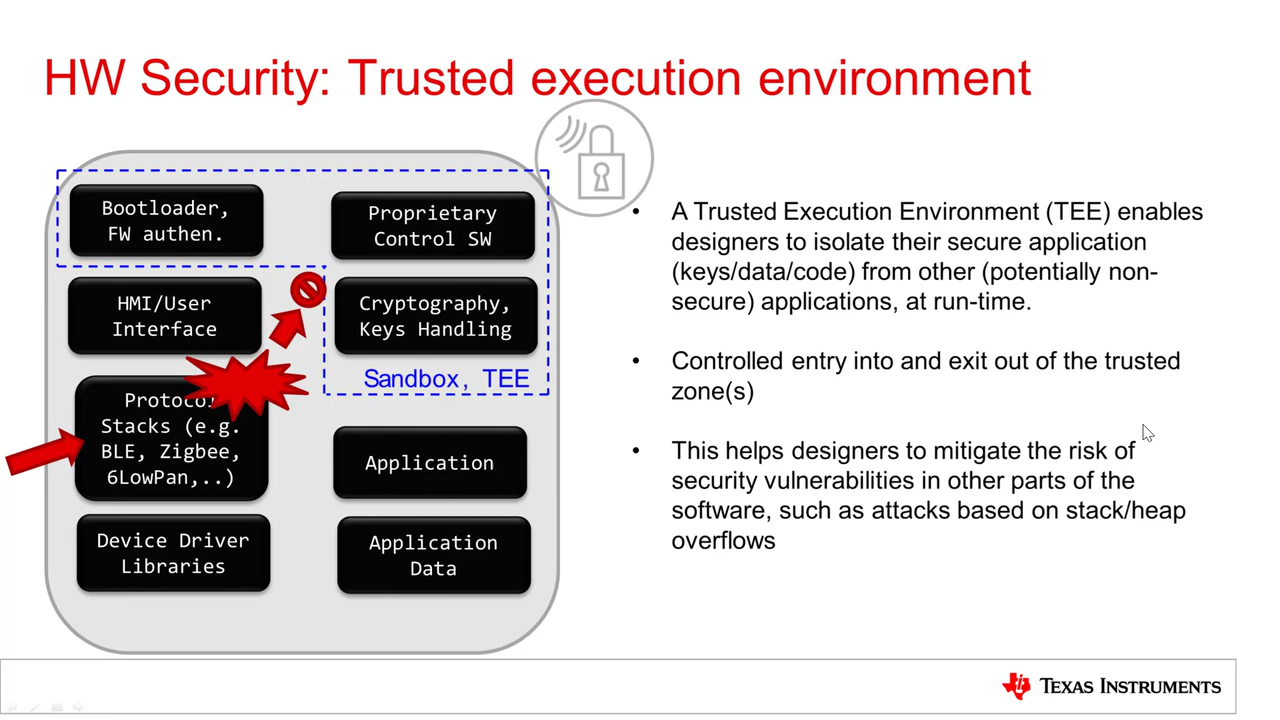 HW Security: Trusted execution environment
Bootloader,
FW authen.
Proprietary
Control SW
HMI/User
Interface
Cryptography,
Keys Handling
Sandbox, TEE
Protocol
Stacks (e.g.
BLE, Zigbee,
6LowPan,..)
Application
Device Driver
Libraries
Application
Data
• A Trusted Execution Environment (TEE) enables
designers to isolate their secure application
(keys/data/code) from other (potentially non-
secure) applications, at run-time.
• Controlled entry into and exit out of the trusted
zone(s)
• This helps designers to mitigate the risk of
security vulnerabilities in other parts of the
software, such as attacks based on stack/heap
overflows
TEXAS INSTRUMENTS